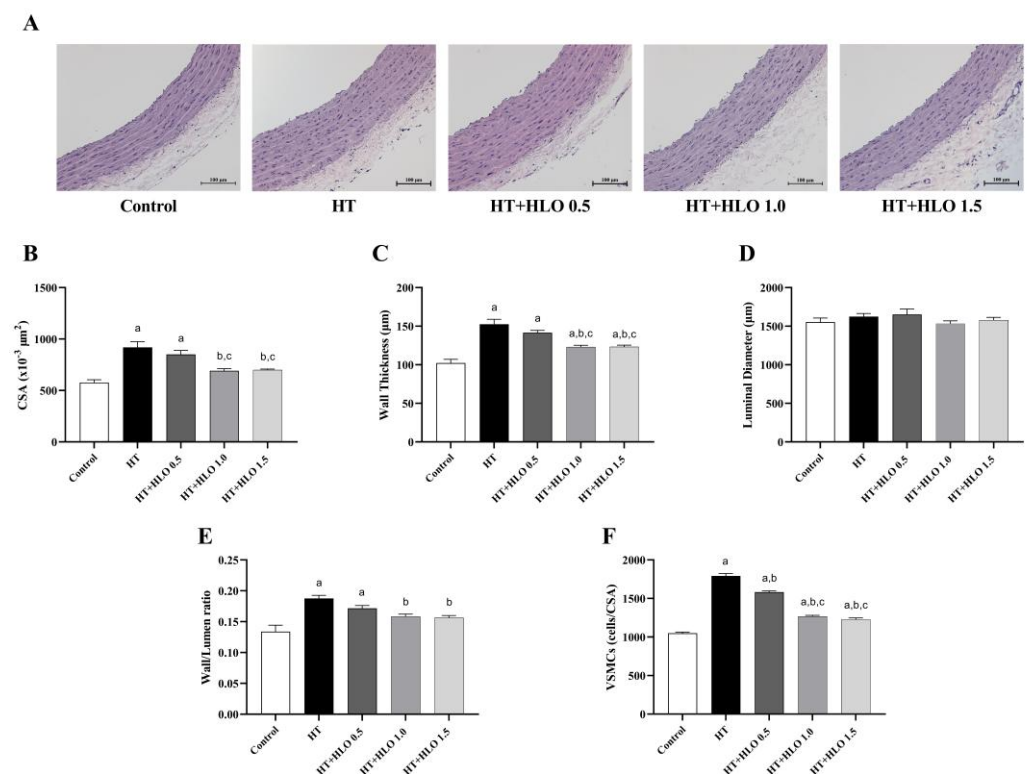 A
100 µm
100 µm
100 µm
100 µm
100 µm
Control
HT
HT+HLO 0.5
HT+HLO 1.0
HT+HLO 1.5
B
CSA (x10⁻³ µm²)
1500
1000
500
0
a
a
b,c
b,c
Control
HT
HT+HLO 0.5
HT+HLO 1.0
HT+HLO 1.5
C
Wall Thickness (µm)
200
150
100
50
0
a
a
a,b,c
a,b,c
Control
HT
HT+HLO 0.5
HT+HLO 1.0
HT+HLO 1.5
D
Luminal Diameter (µm)
2000
1500
1000
500
0
Control
HT
HT+HLO 0.5
HT+HLO 1.0
HT+HLO 1.5
E
Wall/Lumen ratio
0.25
0.20
0.15
0.10
0.05
0.00
a
a
b
b
Control
HT
HT+HLO 0.5
HT+HLO 1.0
HT+HLO 1.5
F
VSMCs (cells/CSA)
2000
1500
1000
500
0
a
a,b
a,b,c
a,b,c
Control
HT
HT+HLO 0.5
HT+HLO 1.0
HT+HLO 1.5